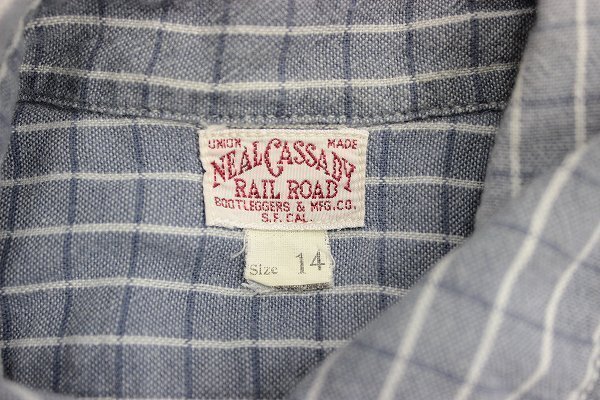 UNION MADE
NEAL CASSADY
RAIL ROAD
BOOTLEGGERS & MFG.CO.
S.F. CAL.
Size 14